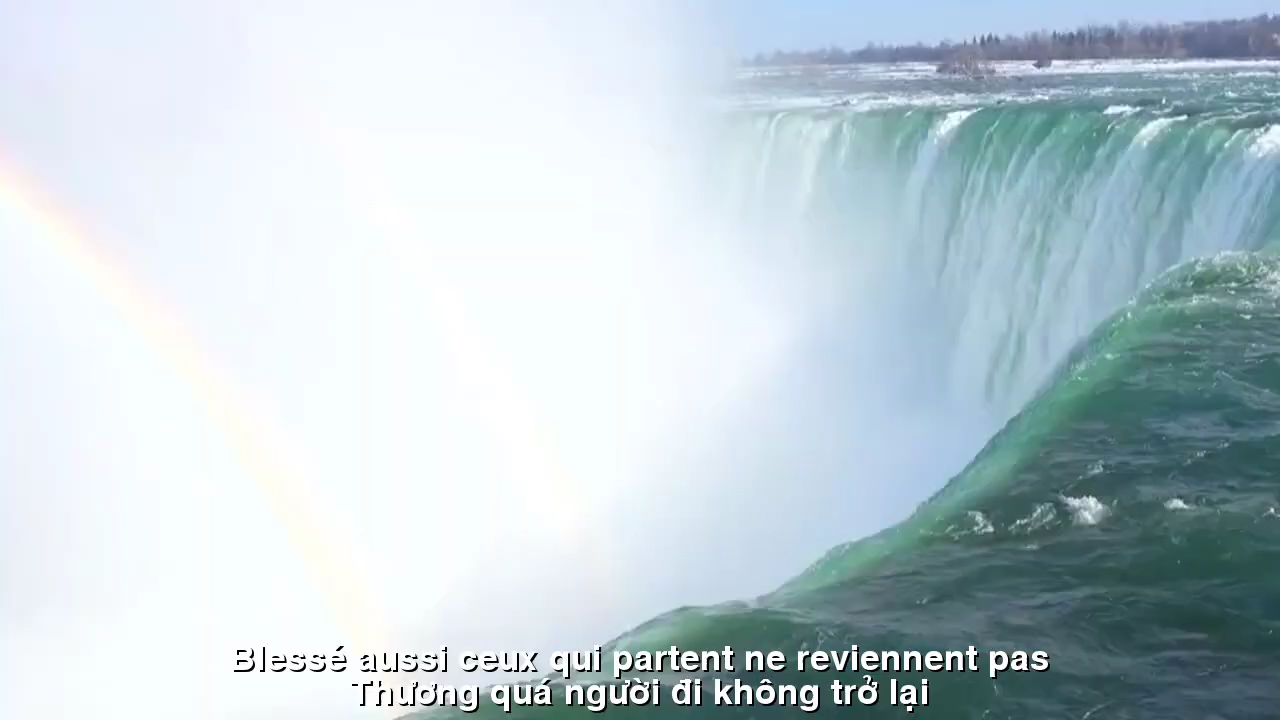 Blessé aussi ceux qui partent ne reviennent pas
Thương quá người đi không trở lại